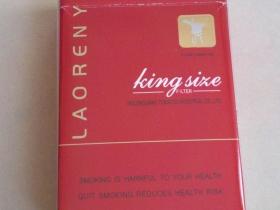 LAORENY
king size
FILTER
SMOKING IS HARMFUL TO YOUR HEALTH
QUIT SMOKING REDUCES HEALTH RISK